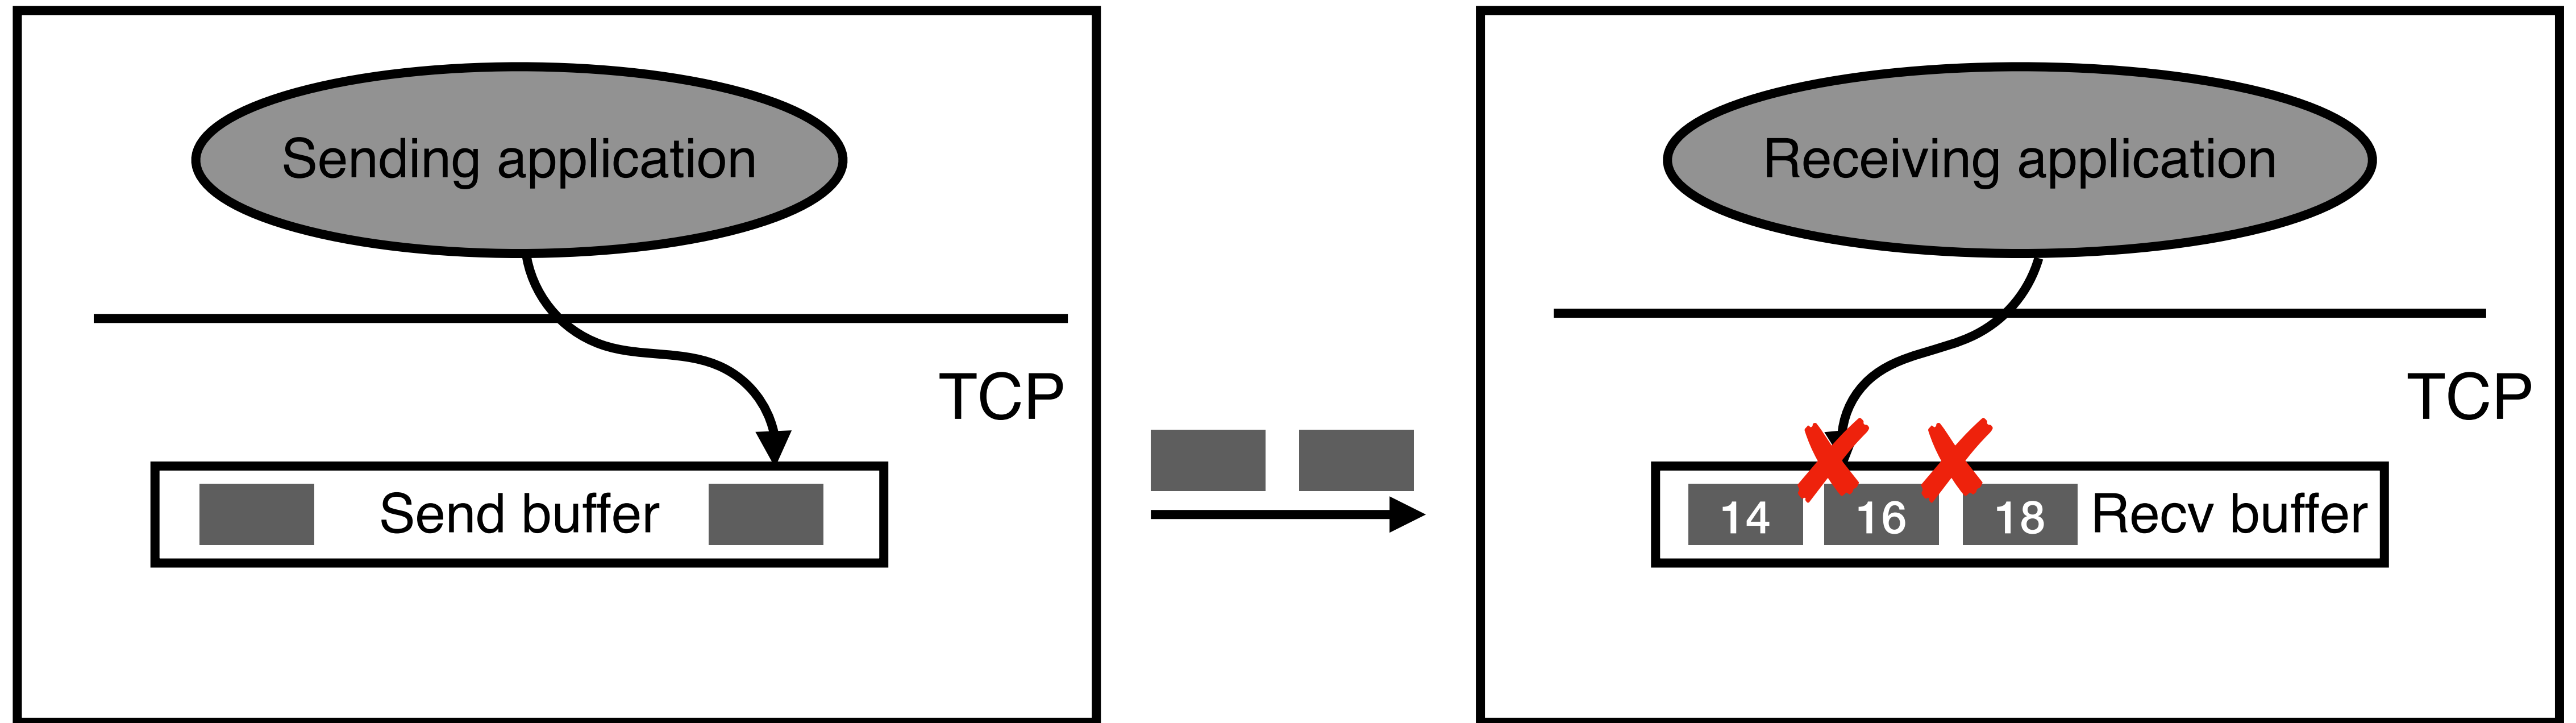 Sending application
TCP
Send buffer
Receiving application
TCP
14 16 18 Recv buffer